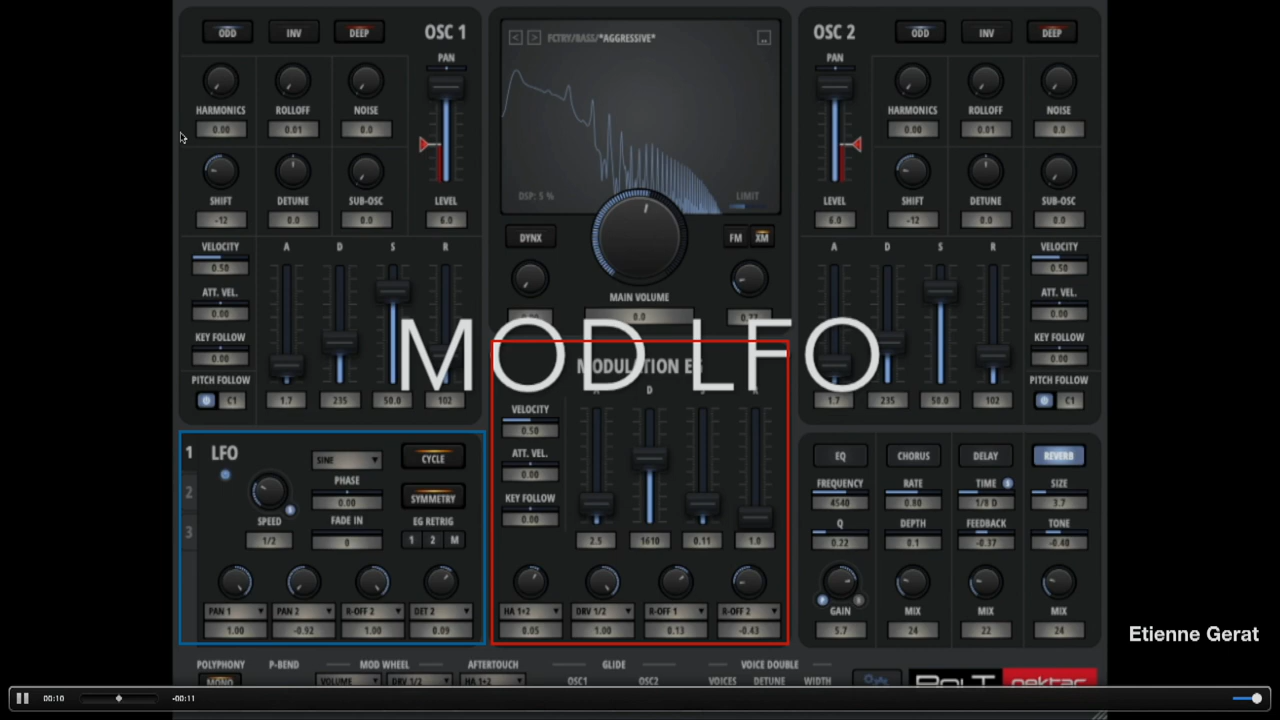 ODD INV DEEP OSC 1
PAN
HARMONICS ROLLOFF NOISE
0.00 0.01 0.0
SHIFT DETUNE SUB-OSC LEVEL
-12 0.0 0.0 6.0
VELOCITY A D S R
0.50
ATT. VEL.
0.00
KEY FOLLOW
0.00
PITCH FOLLOW
C1 1.7 235 50.0 102
< > FCTRY/BASS/*AGGRESSIVE* ..
DSP: 5 % LIMIT
DYNX FM XM
MAIN VOLUME
0.0
OSC 2 ODD INV DEEP
PAN
HARMONICS ROLLOFF NOISE
0.00 0.01 0.0
LEVEL SHIFT DETUNE SUB-OSC
6.0 -12 0.0 0.0
A D S R VELOCITY
0.50
ATT. VEL.
0.00
KEY FOLLOW
0.00
PITCH FOLLOW
1.7 235 50.0 102 C1
MOD LFO
1 LFO SINE CYCLE
2 PHASE
0.00 SYMMETRY
3 SPEED FADE IN EG RETRIG
1/2 0 1 2 M
PAN 1 PAN 2 R-OFF 2 DET 2
1.00 -0.92 1.00 0.09
MODULATION EG
D
VELOCITY
0.50
ATT. VEL.
0.00
KEY FOLLOW
0.00
2.5 1610 0.11 1.0
HA 1+2 DRV 1/2 R-OFF 1 R-OFF 2
0.05 1.00 0.13 -0.43
EQ CHORUS DELAY REVERB
FREQUENCY RATE TIME SIZE
4540 0.80 1/8 D 3.7
Q DEPTH FEEDBACK TONE
0.22 0.1 -0.37 -0.40
GAIN MIX MIX MIX
5.7 24 22 24
Etienne Gerat
POLYPHONY P-BEND MOD WHEEL AFTERTOUCH GLIDE VOICE DOUBLE
MONO VOLUME DRV 1/2 HA 1+2 OSC1 OSC2 VOICES DETUNE WIDTH
BOLT nektar
00:10 -00:11